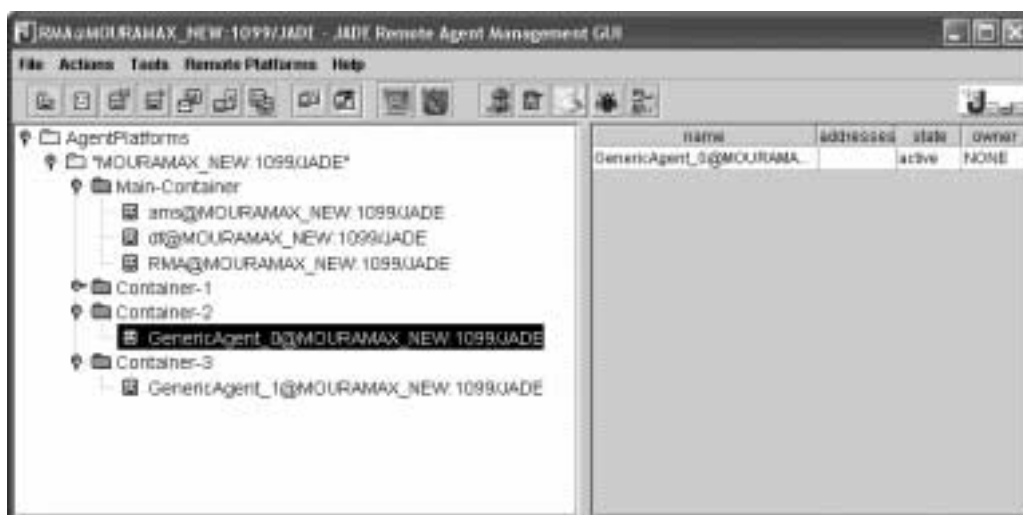 RMA@MOURAMAX_NEW:1099/JADE - JADE Remote Agent Management GUI
File Actions Tools Remote Platforms Help
AgentPlatforms
"MOURAMAX_NEW:1099/JADE"
Main-Container
ams@MOURAMAX_NEW:1099/JADE
df@MOURAMAX_NEW:1099/JADE
RMA@MOURAMAX_NEW:1099/JADE
Container-1
Container-2
GenericAgent_0@MOURAMAX_NEW:1099/JADE
Container-3
GenericAgent_1@MOURAMAX_NEW:1099/JADE
name addresses state owner
GenericAgent_0@MOURAMA... active NONE